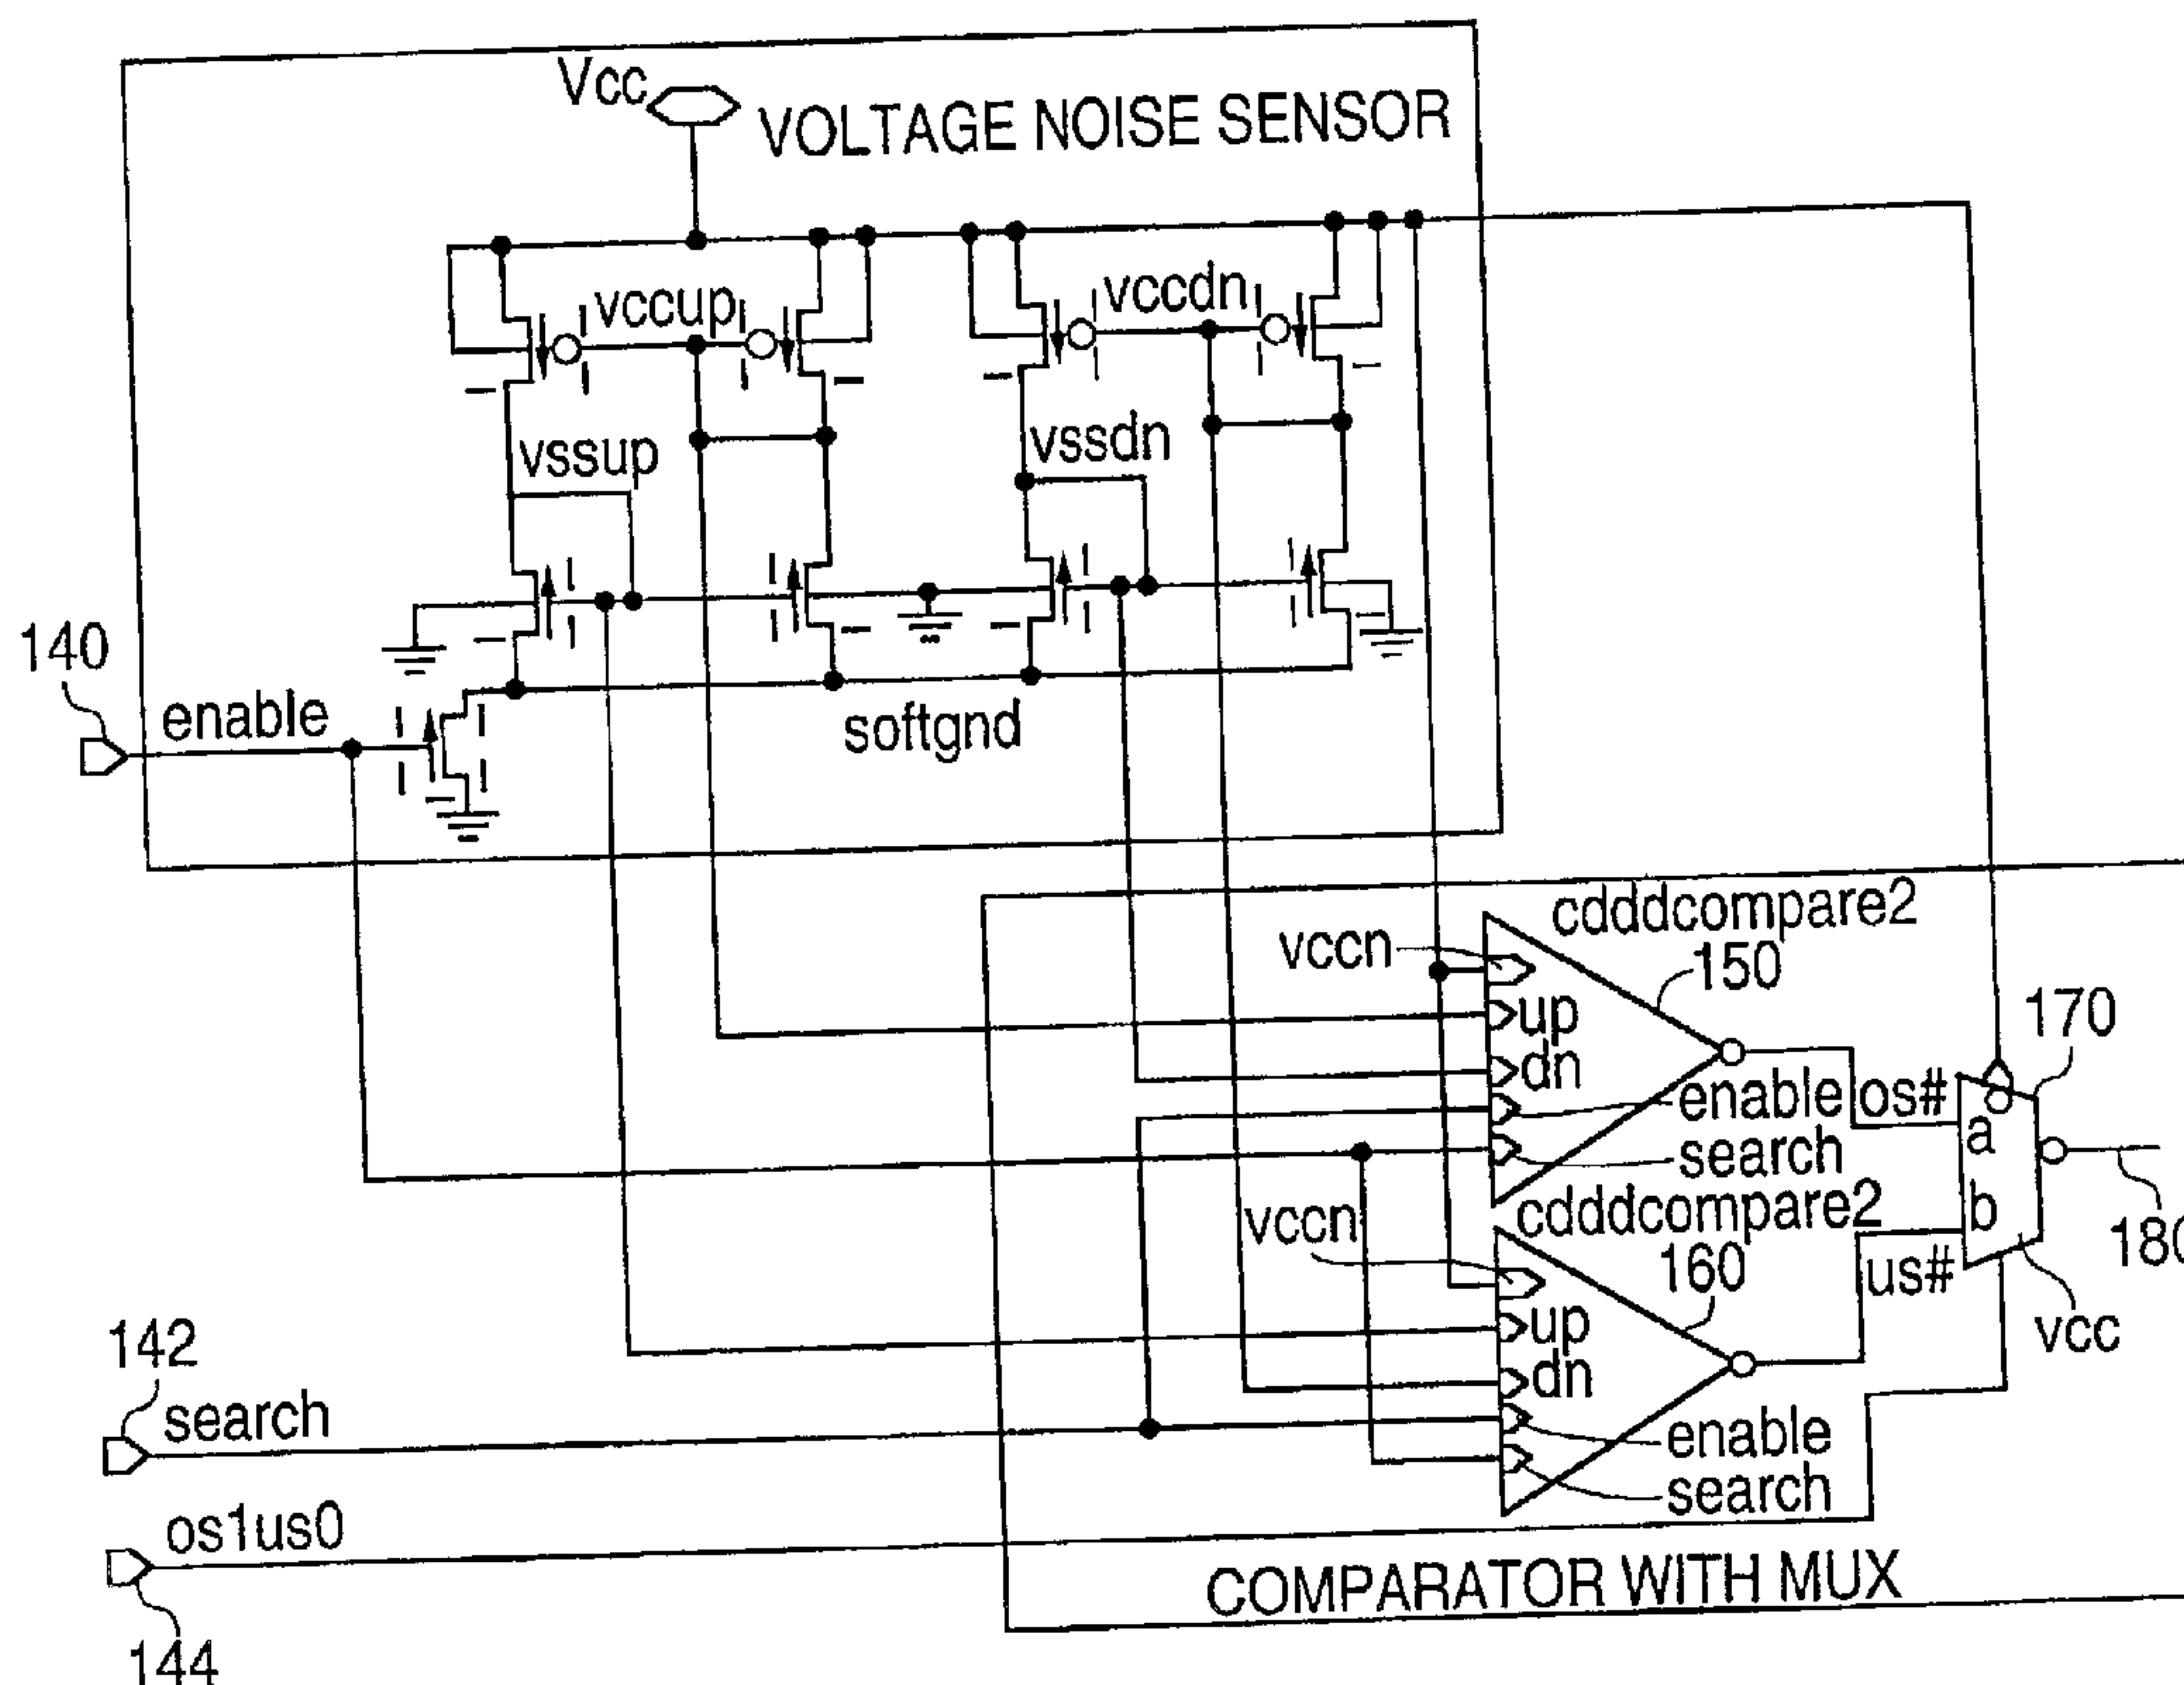 Vcc
VOLTAGE NOISE SENSOR
vccup
vccdn
vssup
vssdn
140
enable
softgnd
cdddcompare2
vccn
150
up
170
dn
enable
os#
a
search
vccn
cdddcompare2
b
160
us#
180
up
vcc
142
dn
search
enable
search
os1us0
COMPARATOR WITH MUX
144